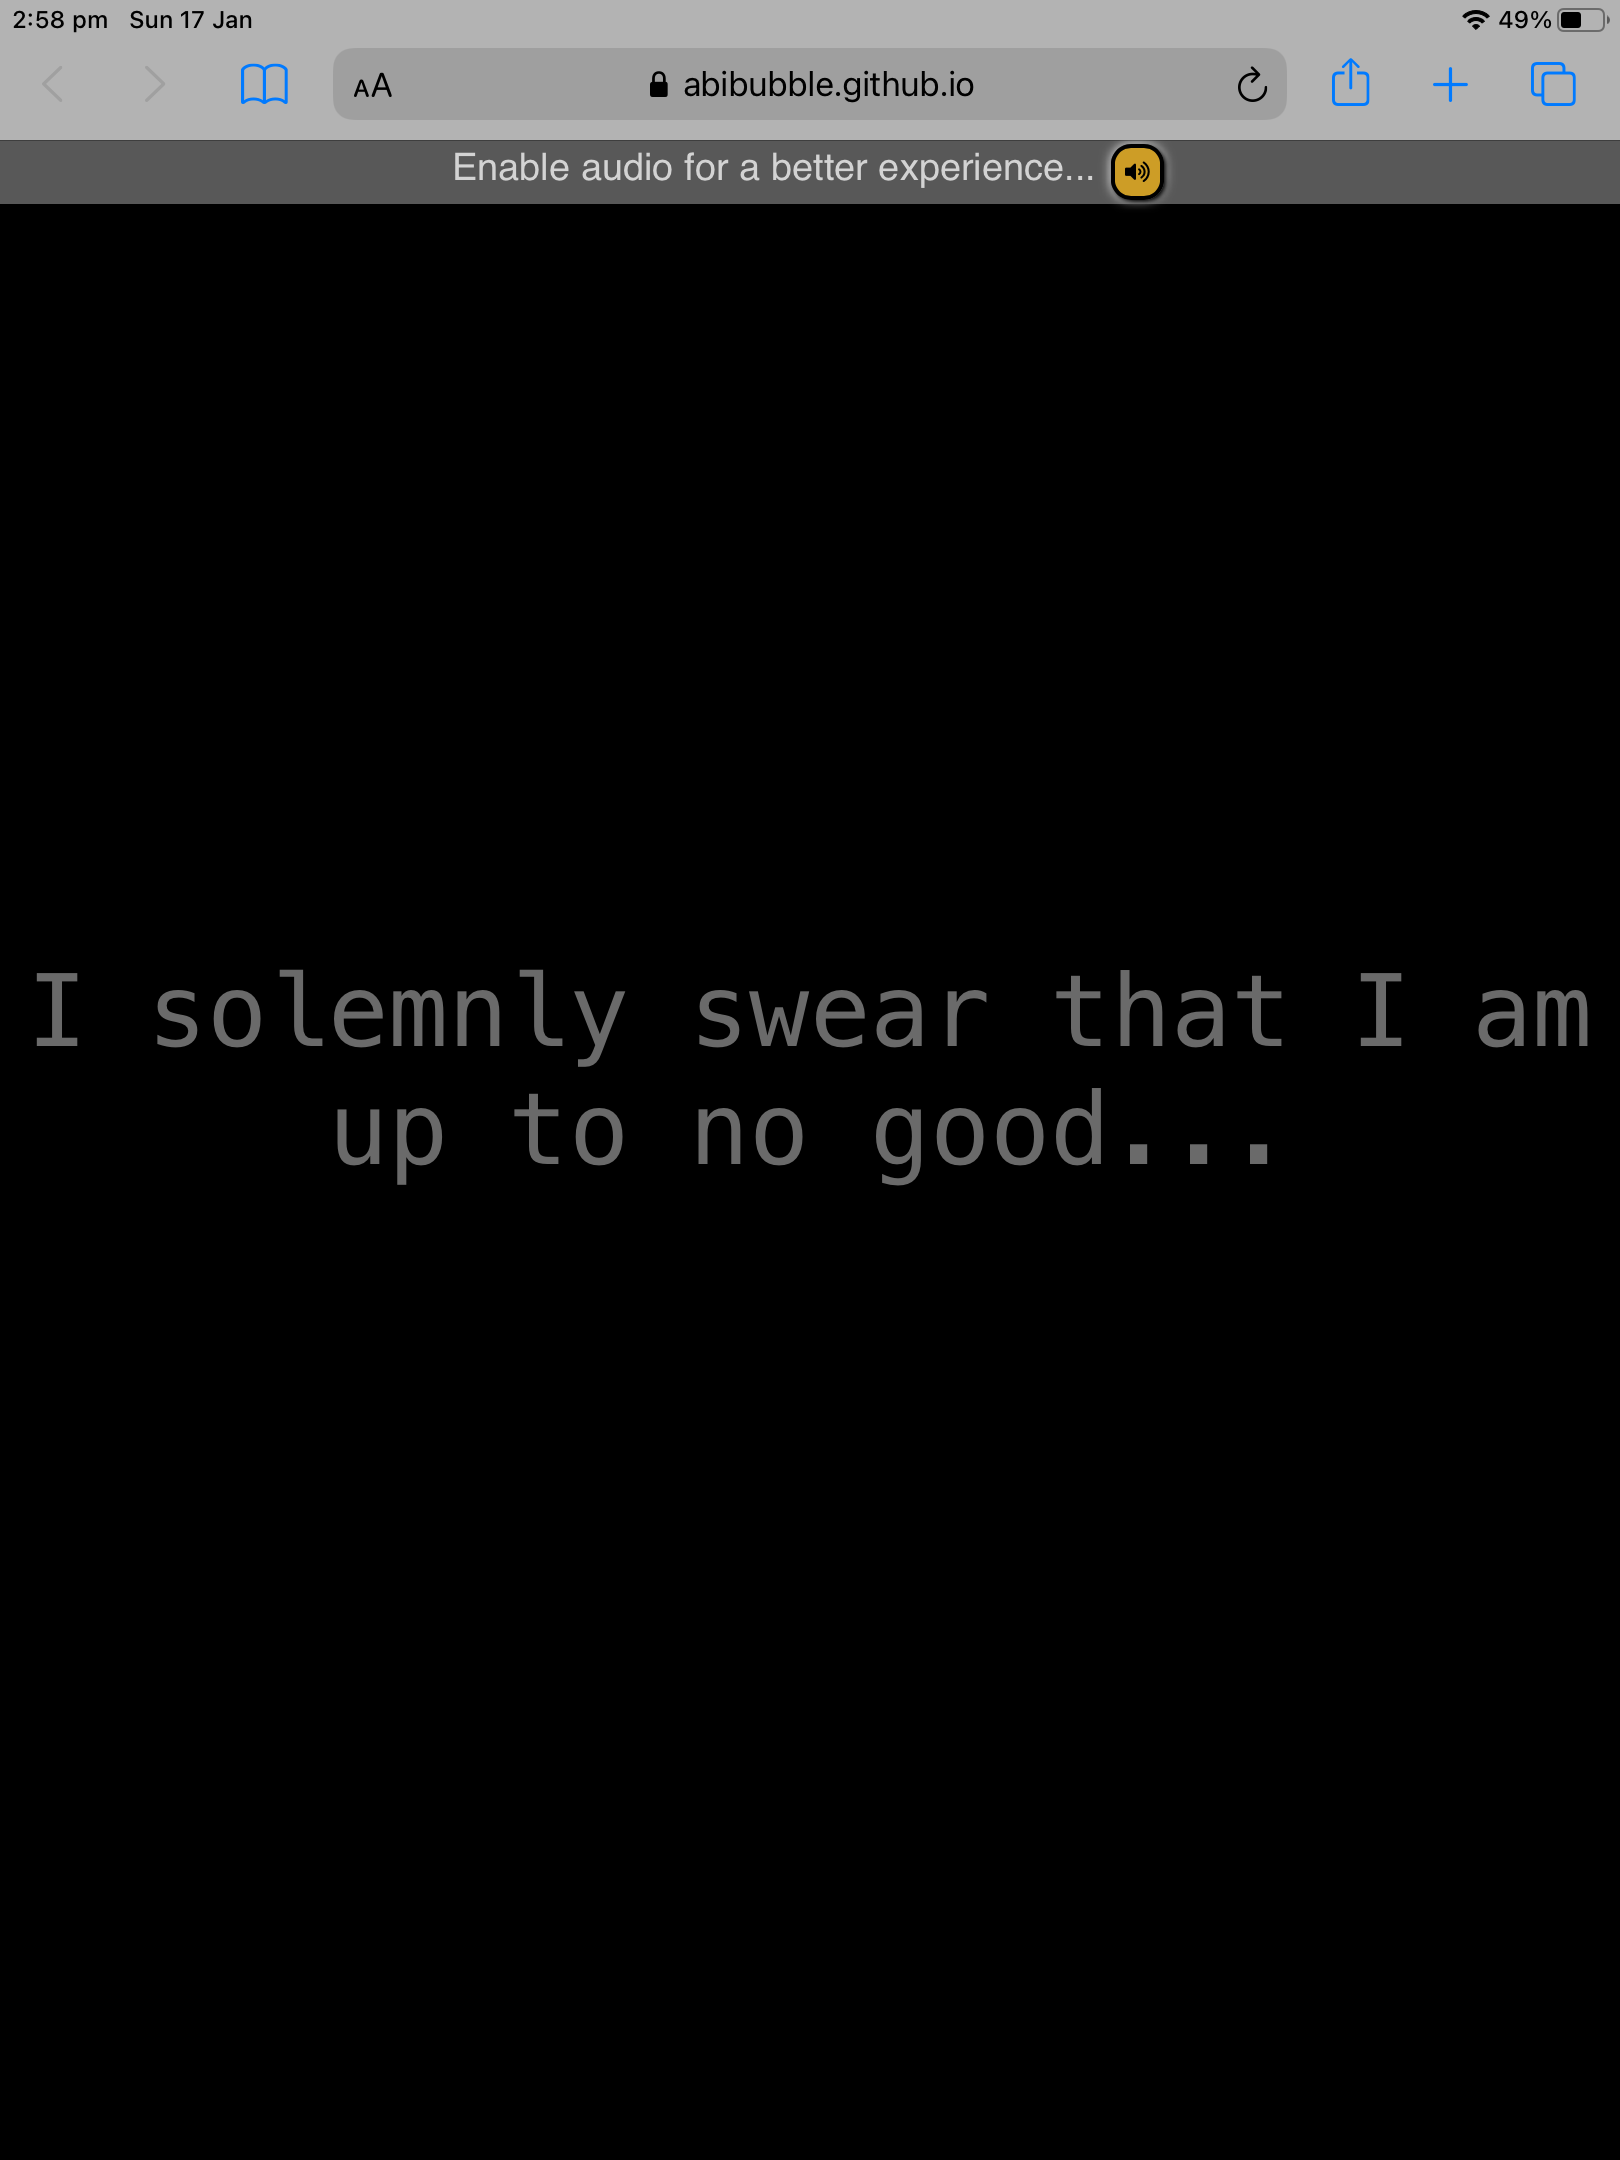 2:58 pm Sun 17 Jan 49%
AA abibubble.github.io
Enable audio for a better experience...
I solemnly swear that I am
up to no good...